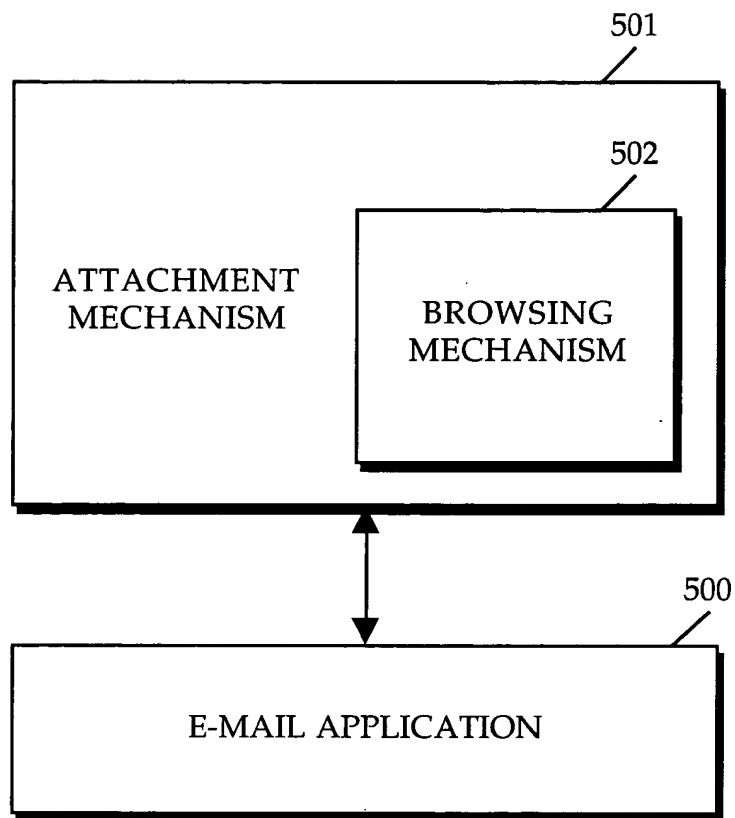 501
502
ATTACHMENT
MECHANISM
BROWSING
MECHANISM
500
E-MAIL APPLICATION